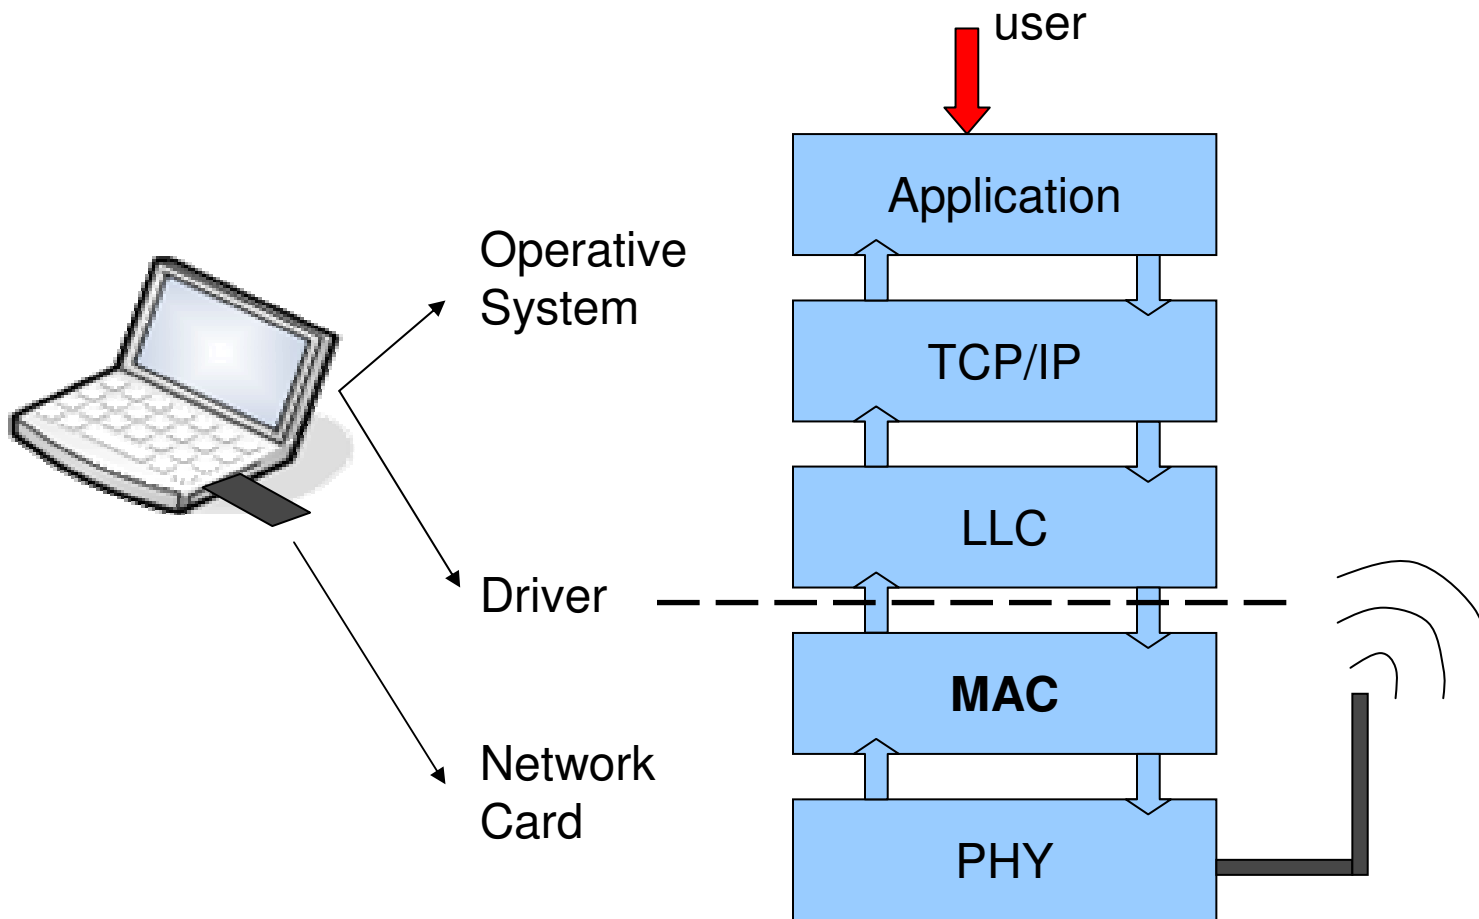 user
Application
Operative
System
TCP/IP
LLC
Driver
MAC
Network
Card
PHY